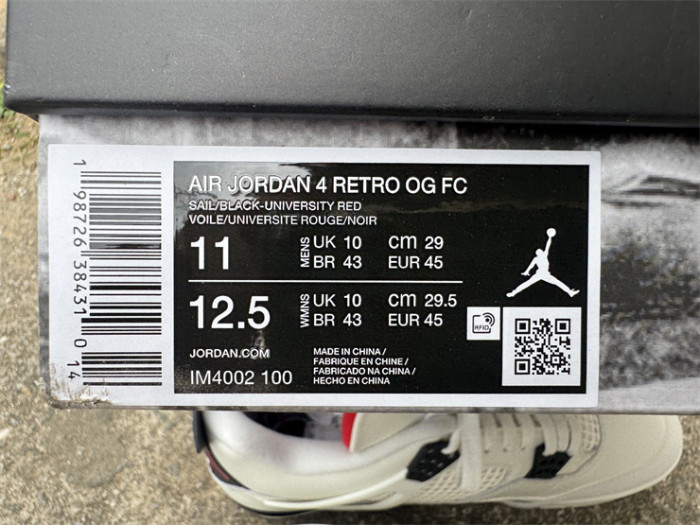 AIR JORDAN 4 RETRO OG FC
SAIL/BLACK-UNIVERSITY RED
VOILE/UNIVERSITE ROUGE/NOIR
11 MENS UK 10 cm 29
BR 43 EUR 45
12.5 WMNS UK 10 cm 29.5
BR 43 EUR 45
RFID
JORDAN.COM
IM4002 100
MADE IN CHINA /
FABRIQUE EN CHINE /
FABRICADO NA CHINA /
HECHO EN CHINA
1 98726 38431 0 14